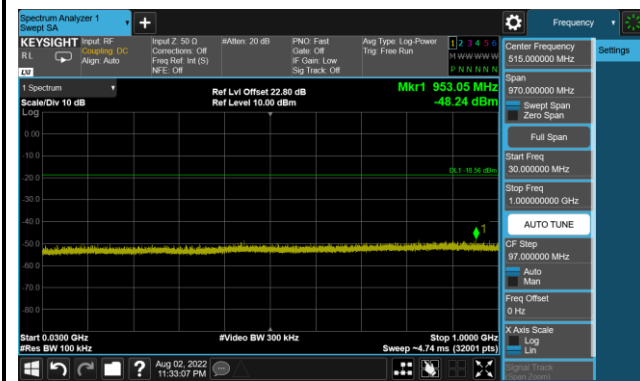 Spectrum Analyzer 1
Swept SA
+
Frequency
KEYSIGHT
RL
LXI
Input: RF
Coupling: DC
Align: Auto
Input Z: 50 Ω
Corrections: Off
Freq Ref: Int (S)
NFE: Off
#Atten: 20 dB
PNO: Fast
Gate: Off
IF Gain: Low
Sig Track: Off
Avg Type: Log-Power
Trig: Free Run
1 2 3 4 5 6
M W W W W W
P N N N N N
Center Frequency
515.000000 MHz
Settings
1 Spectrum
Scale/Div 10 dB
Log
Ref Lvl Offset 22.80 dB
Ref Level 10.00 dBm
Mkr1 953.05 MHz
-48.24 dBm
0.00
-10.0
-20.0
-30.0
-40.0
-50.0
-60.0
-70.0
-80.0
DL1 -18.56 dBm
1
Span
970.000000 MHz
Swept Span
Zero Span
Full Span
Start Freq
30.000000 MHz
Stop Freq
1.000000000 GHz
AUTO TUNE
CF Step
97.000000 MHz
Auto
Man
Freq Offset
0 Hz
X Axis Scale
Log
Lin
Signal Track
(Span Zoom)
Start 0.0300 GHz
#Res BW 100 kHz
#Video BW 300 kHz
Stop 1.0000 GHz
Sweep ~4.74 ms (32001 pts)
?
Aug 02, 2022
11:33:07 PM